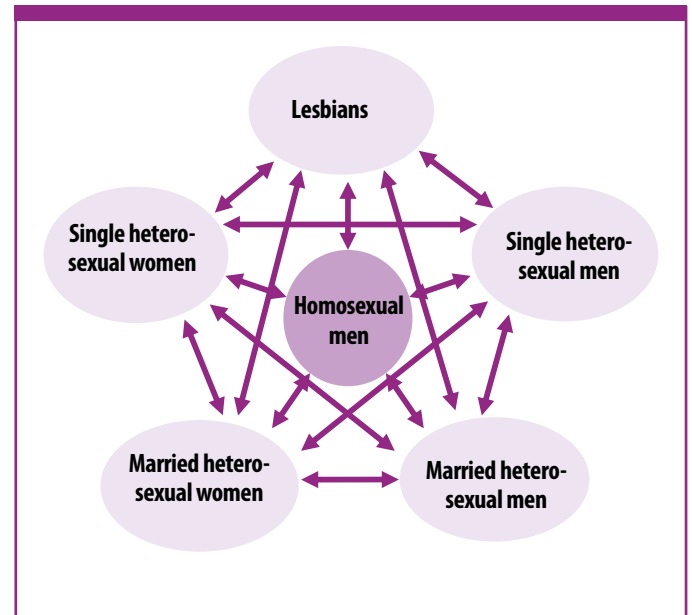 Lesbians
Single hetero-
sexual women
Single hetero-
sexual men
Homosexual
men
Married hetero-
sexual women
Married hetero-
sexual men